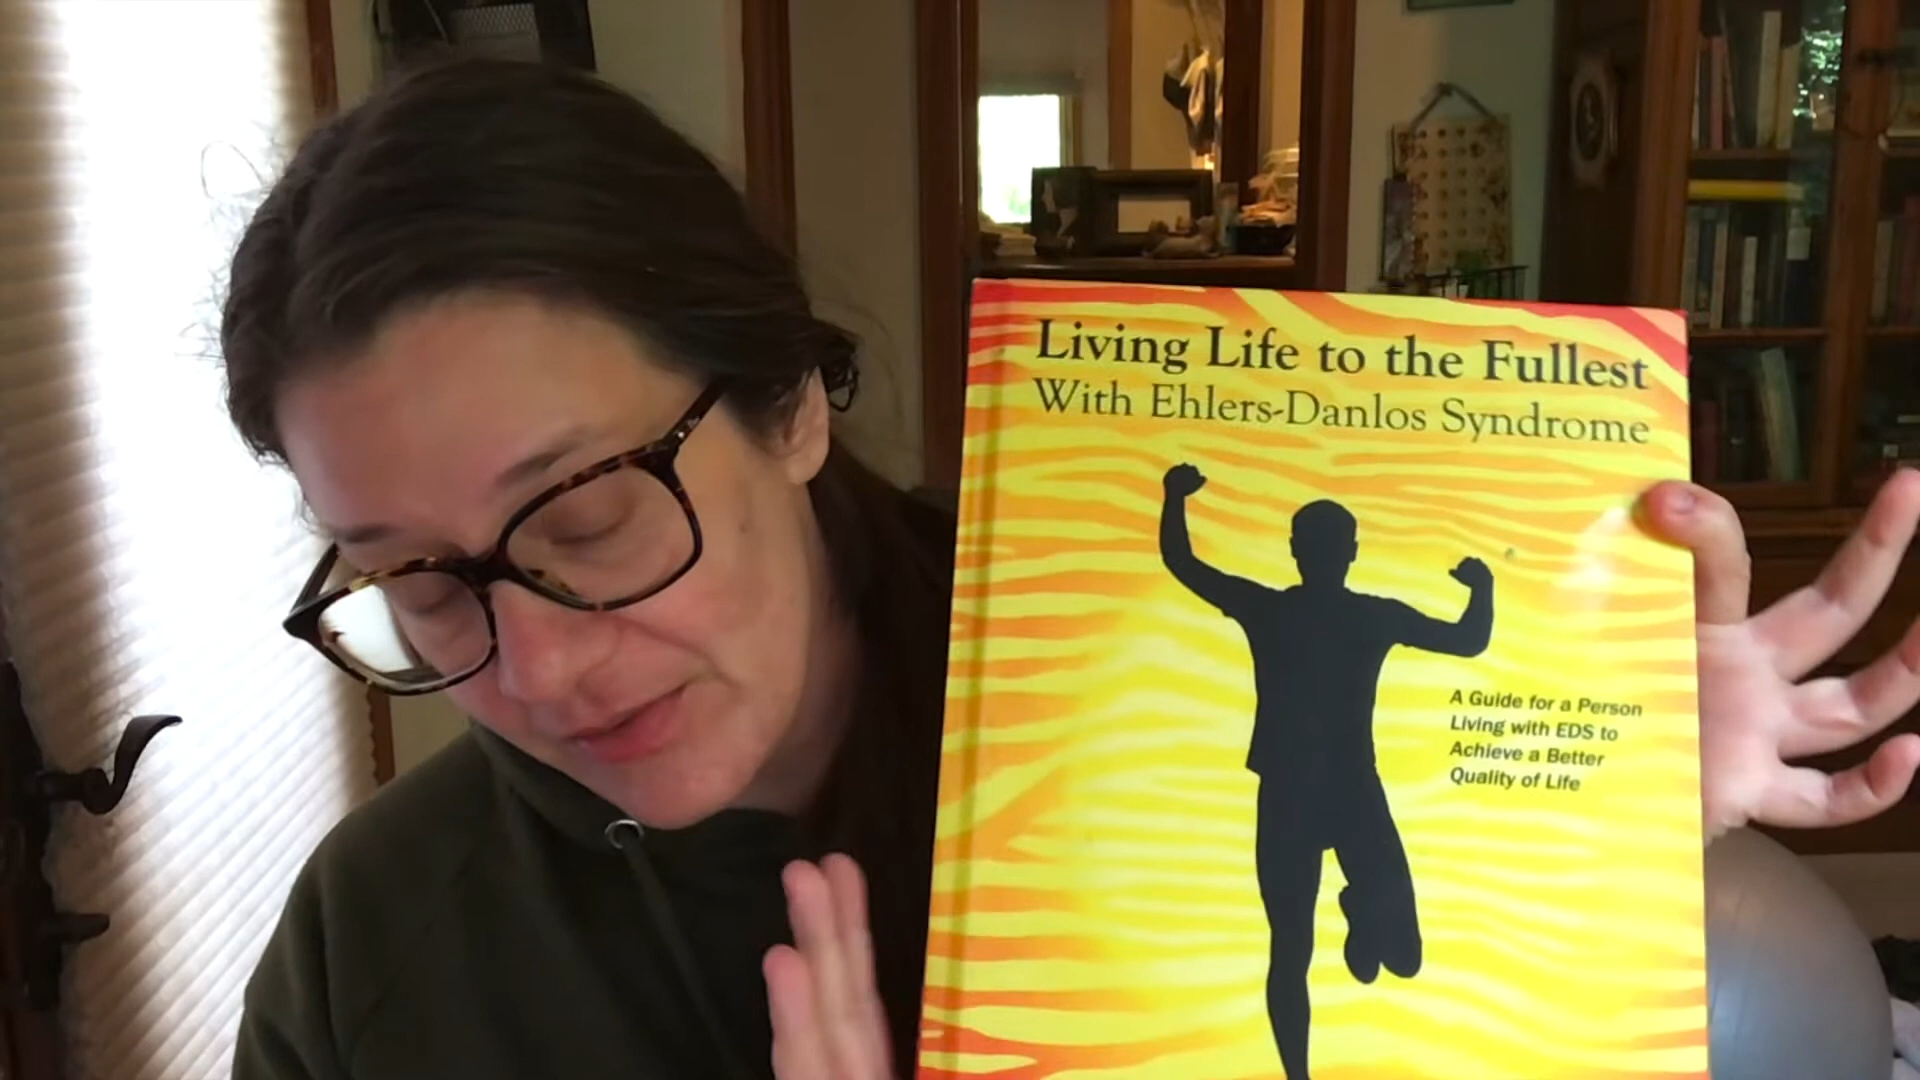 Living Life to the Fullest
With Ehlers-Danlos Syndrome
A Guide for a Person
Living with EDS to
Achieve a Better
Quality of Life